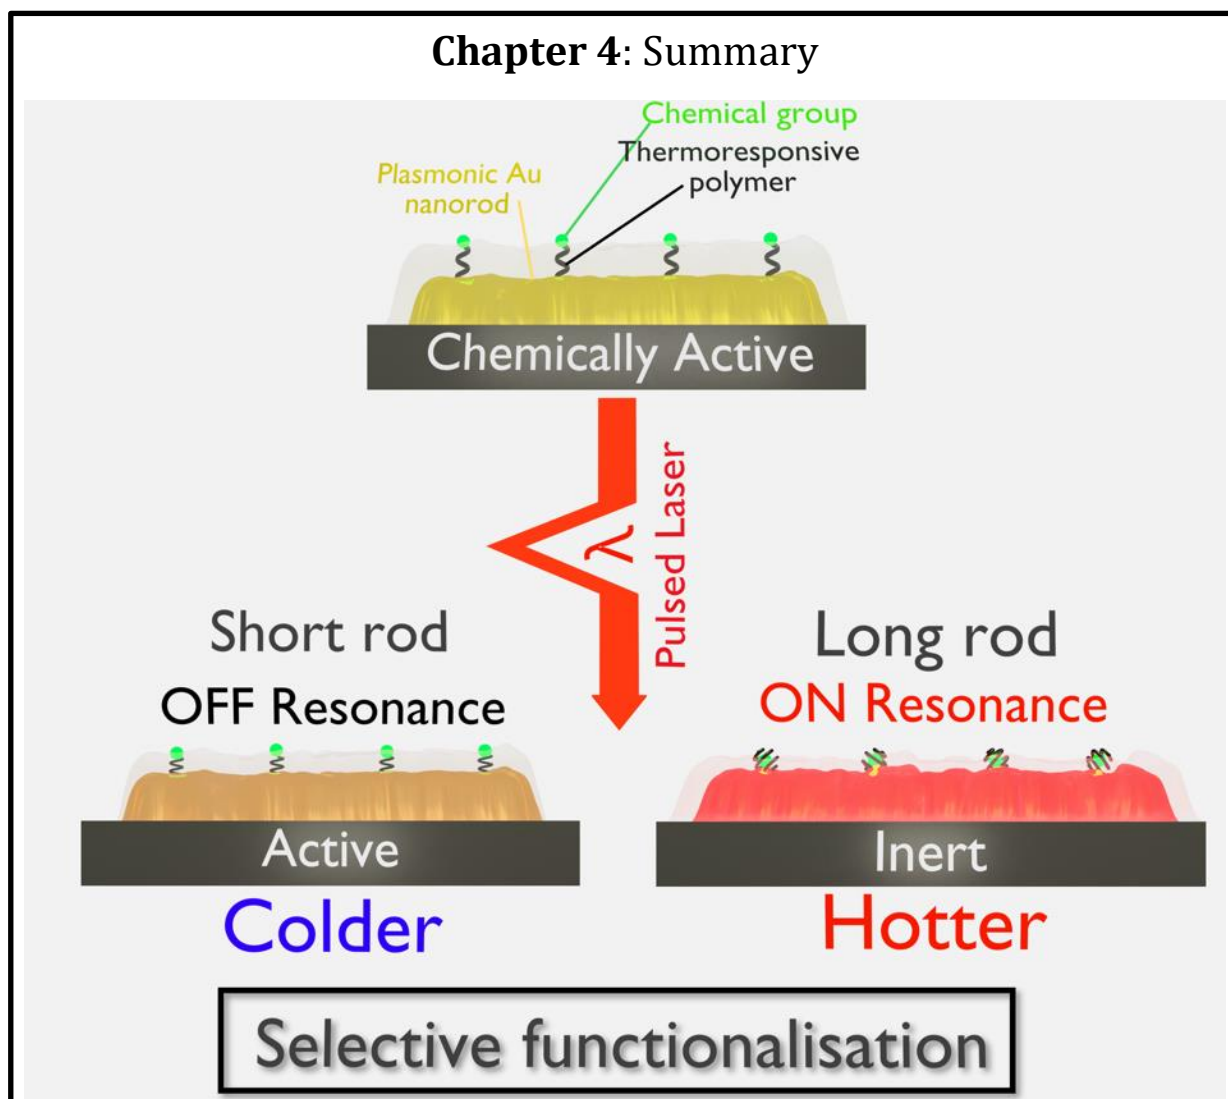 Chapter 4: Summary
Chemical group
Thermoresponsive
polymer
Plasmonic Au
nanorod
Chemically Active
λ
Pulsed Laser
Short rod
OFF Resonance
Long rod
ON Resonance
Active
Colder
Inert
Hotter
Selective functionalisation